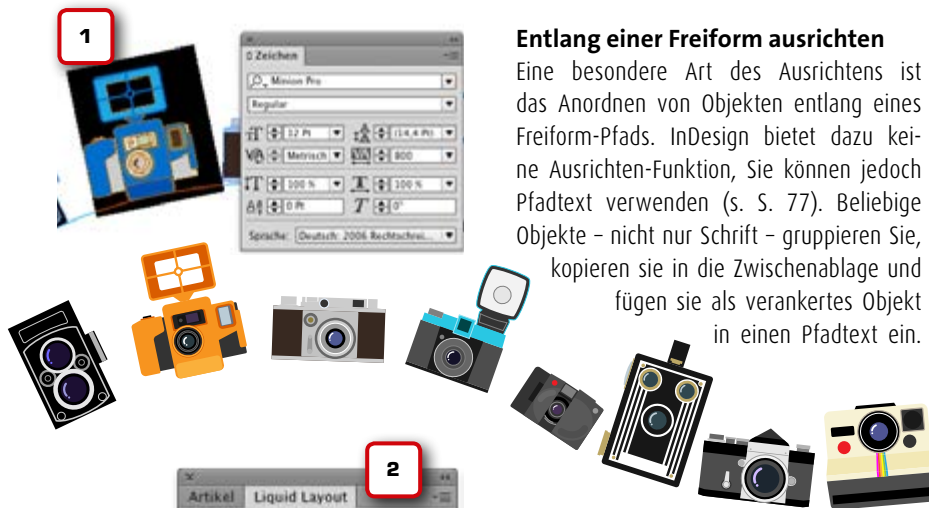 1
Zeichen
Minion Pro
Regular
12 Pt (14,4 Pt)
Metrisch 800
100 % 100 %
0 Pt 0°
Sprache: Deutsch: 2006 Rechtschrei...
Entlang einer Freiform ausrichten
Eine besondere Art des Ausrichtens ist
das Anordnen von Objekten entlang eines
Freiform-Pfads. InDesign bietet dazu kei-
ne Ausrichten-Funktion, Sie können jedoch
Pfadtext verwenden (s. S. 77). Beliebige
Objekte – nicht nur Schrift – gruppieren Sie,
kopieren sie in die Zwischenablage und
fügen sie als verankertes Objekt
in einen Pfadtext ein.
2
Artikel Liquid Layout